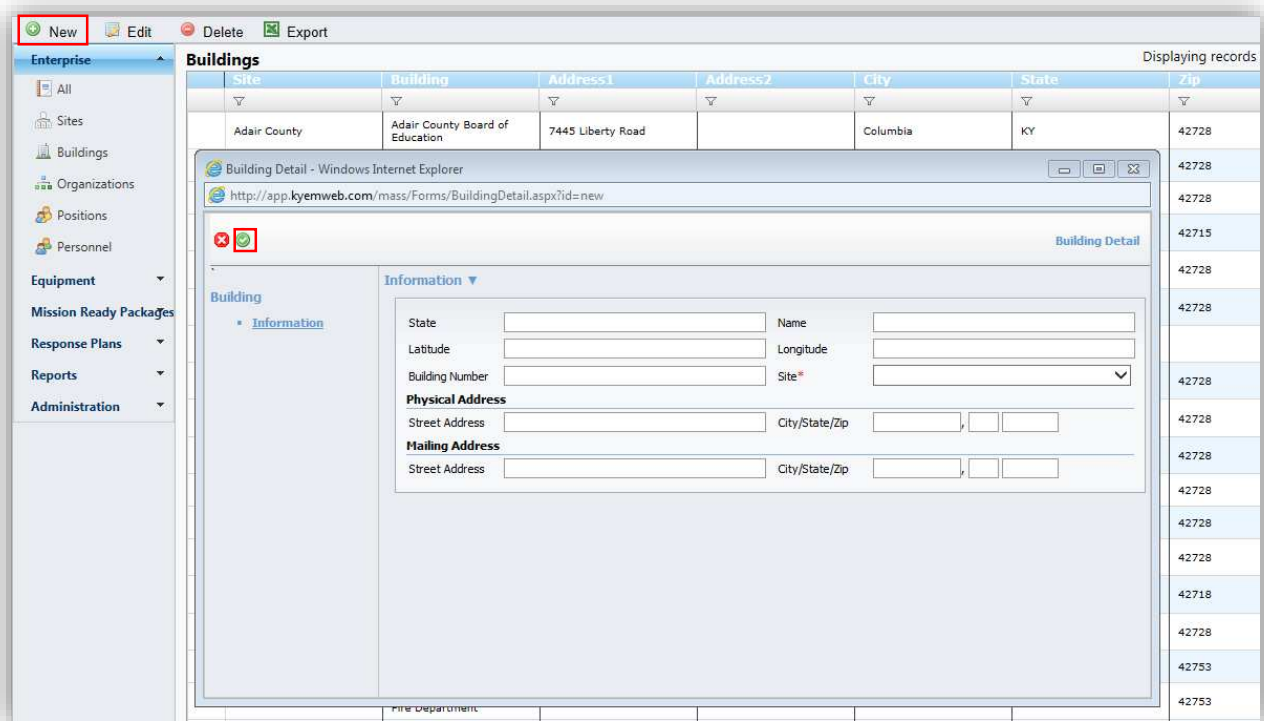 New Edit Delete Export
Enterprise
All
Sites
Buildings
Organizations
Positions
Personnel
Equipment
Mission Ready Packages
Response Plans
Reports
Administration
Buildings Displaying records
Site Building Address1 Address2 City State Zip
Adair County Adair County Board of Education 7445 Liberty Road Columbia KY 42728
Building Detail - Windows Internet Explorer
http://app.kyemweb.com/mass/Forms/BuildingDetail.aspx?id=new
Building Detail
Building
Information
Information ▼
State Name
Latitude Longitude
Building Number Site*
Physical Address
Street Address City/State/Zip ,
Mailing Address
Street Address City/State/Zip ,
42728
42728
42715
42728
42728
42728
42728
42728
42728
42728
42728
42718
42728
42753
Fire Department 42753